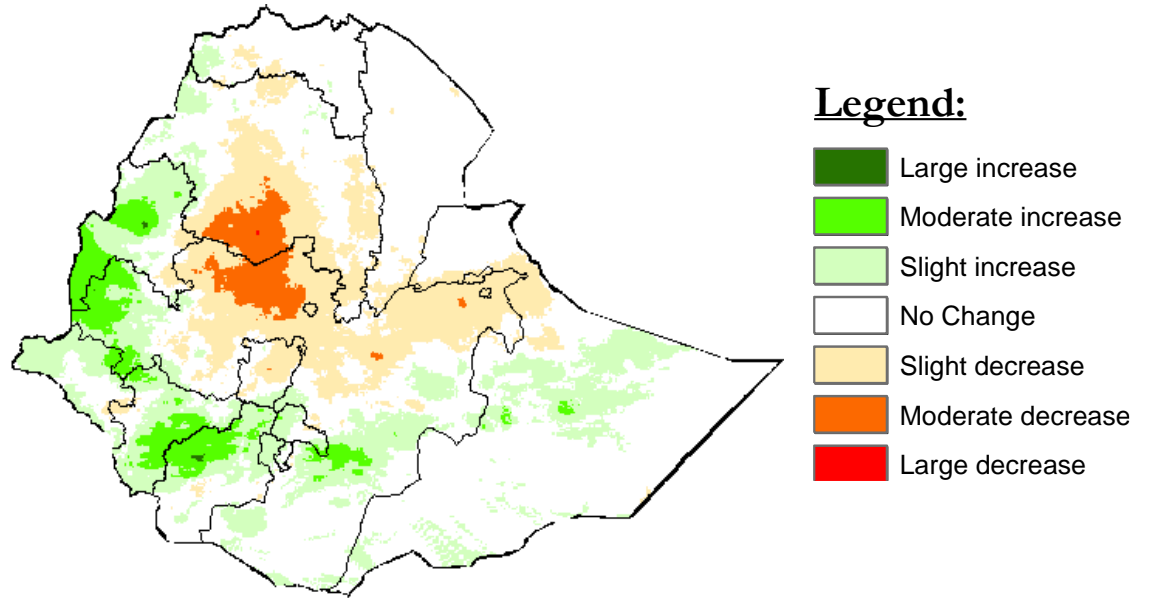 Legend:
Large increase
Moderate increase
Slight increase
No Change
Slight decrease
Moderate decrease
Large decrease